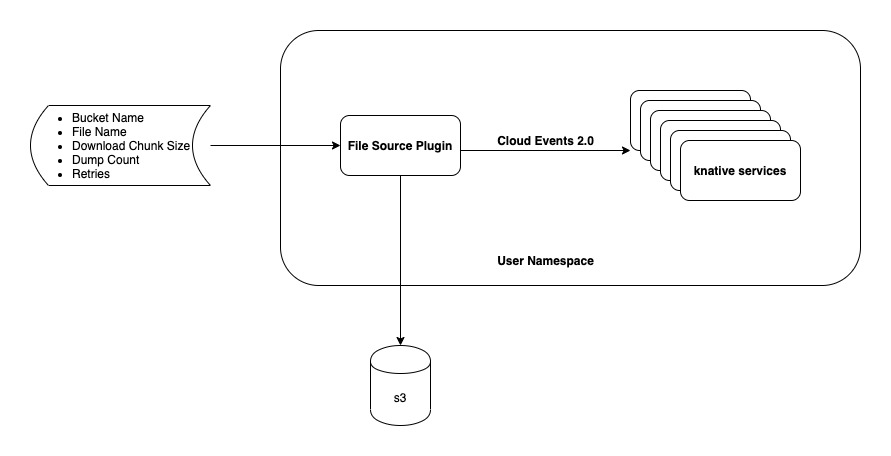 Bucket Name
File Name
Download Chunk Size
Dump Count
Retries
File Source Plugin
Cloud Events 2.0
knative services
User Namespace
s3